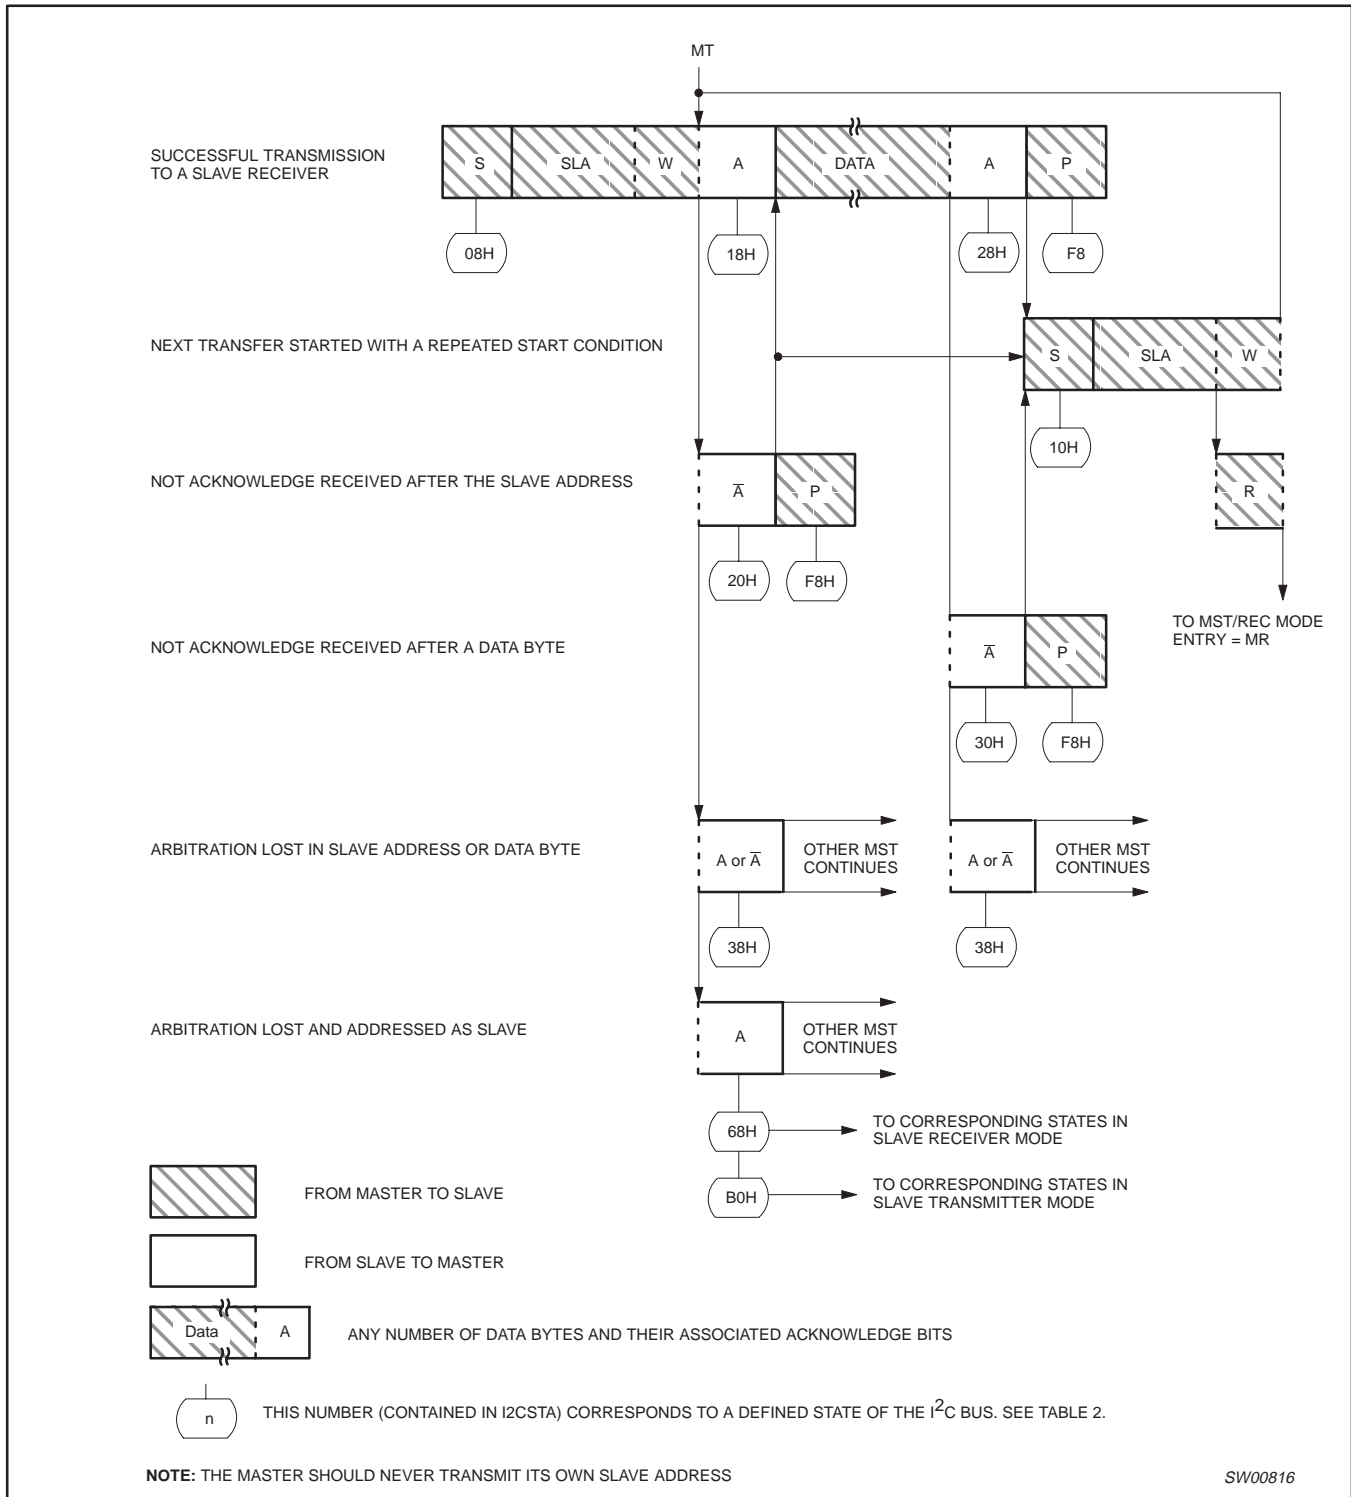 MT
SUCCESSFUL TRANSMISSION
TO A SLAVE RECEIVER
S SLA W A DATA A P
08H 18H 28H F8
NEXT TRANSFER STARTED WITH A REPEATED START CONDITION
S SLA W
10H
NOT ACKNOWLEDGE RECEIVED AFTER THE SLAVE ADDRESS
A̅ P
R
20H F8H
TO MST/REC MODE
ENTRY = MR
NOT ACKNOWLEDGE RECEIVED AFTER A DATA BYTE
A̅ P
30H F8H
ARBITRATION LOST IN SLAVE ADDRESS OR DATA BYTE
A or A̅
OTHER MST
CONTINUES
A or A̅
OTHER MST
CONTINUES
38H 38H
ARBITRATION LOST AND ADDRESSED AS SLAVE
A
OTHER MST
CONTINUES
68H
TO CORRESPONDING STATES IN
SLAVE RECEIVER MODE
B0H
TO CORRESPONDING STATES IN
SLAVE TRANSMITTER MODE
FROM MASTER TO SLAVE
FROM SLAVE TO MASTER
Data A
ANY NUMBER OF DATA BYTES AND THEIR ASSOCIATED ACKNOWLEDGE BITS
n
THIS NUMBER (CONTAINED IN I2CSTA) CORRESPONDS TO A DEFINED STATE OF THE I²C BUS. SEE TABLE 2.
NOTE: THE MASTER SHOULD NEVER TRANSMIT ITS OWN SLAVE ADDRESS
SW00816